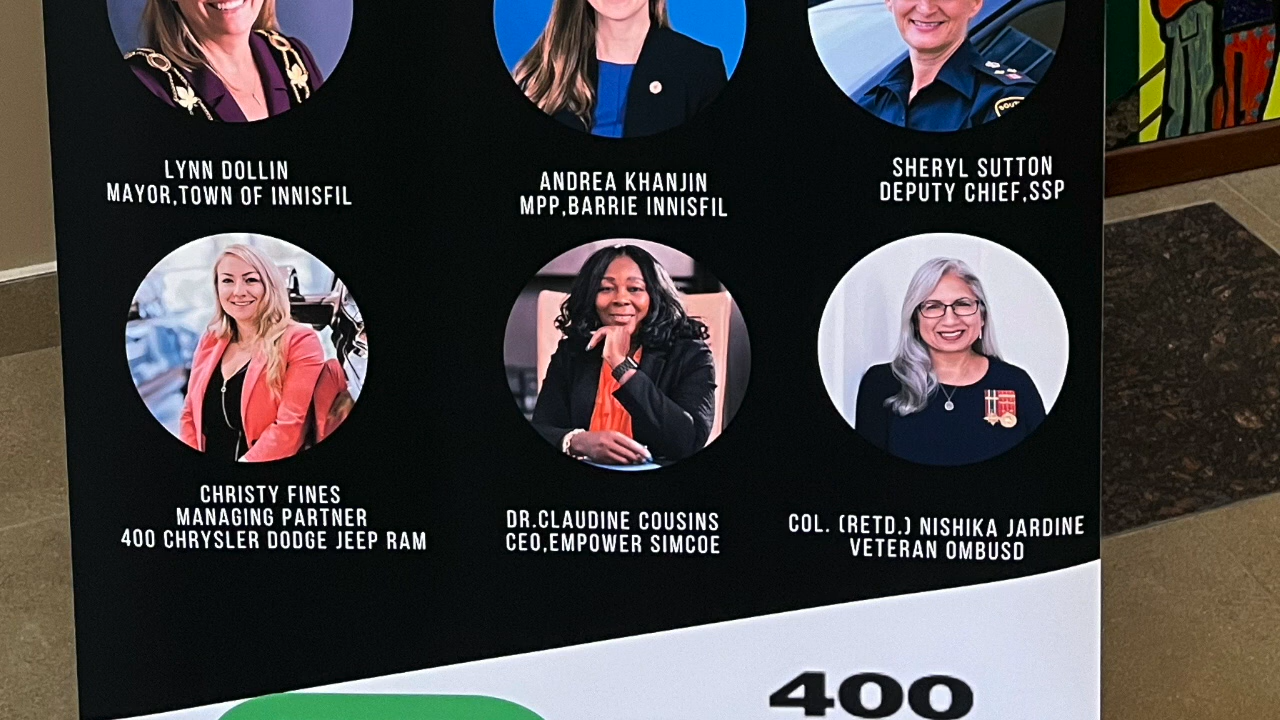 LYNN DOLLIN
MAYOR,TOWN OF INNISFIL
ANDREA KHANJIN
MPP,BARRIE INNISFIL
SHERYL SUTTON
DEPUTY CHIEF,SSP
CHRISTY FINES
MANAGING PARTNER
400 CHRYSLER DODGE JEEP RAM
DR.CLAUDINE COUSINS
CEO,EMPOWER SIMCOE
COL. (RETD.) NISHIKA JARDINE
VETERAN OMBUSD
400